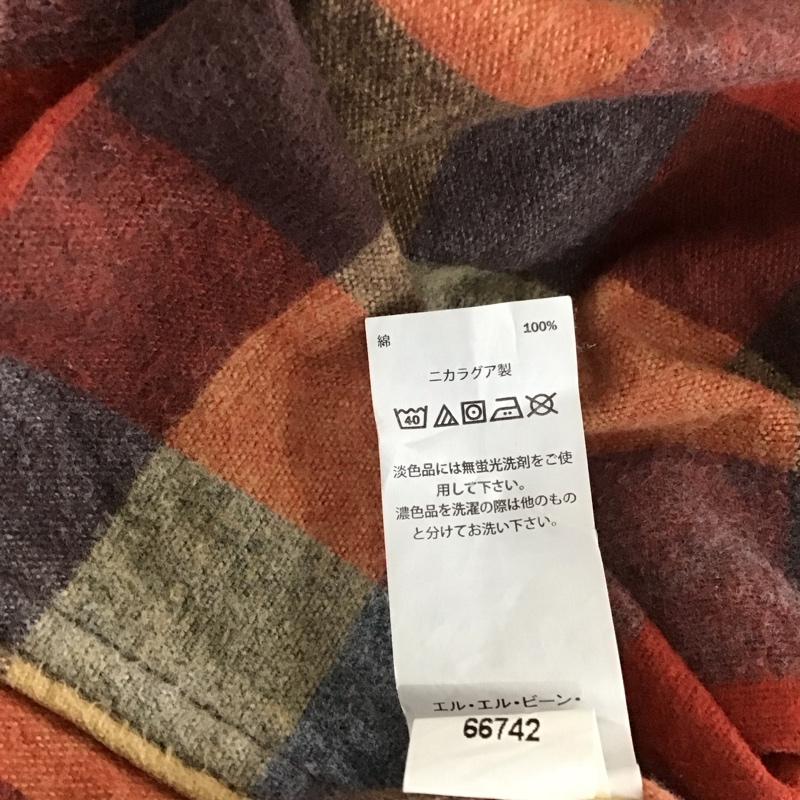 綿 100%
ニカラグア製
40
淡色品には無蛍光洗剤をご使
用して下さい。
濃色品を洗濯の際は他のもの
と分けてお洗い下さい。
エル・エル・ビーン・
66742